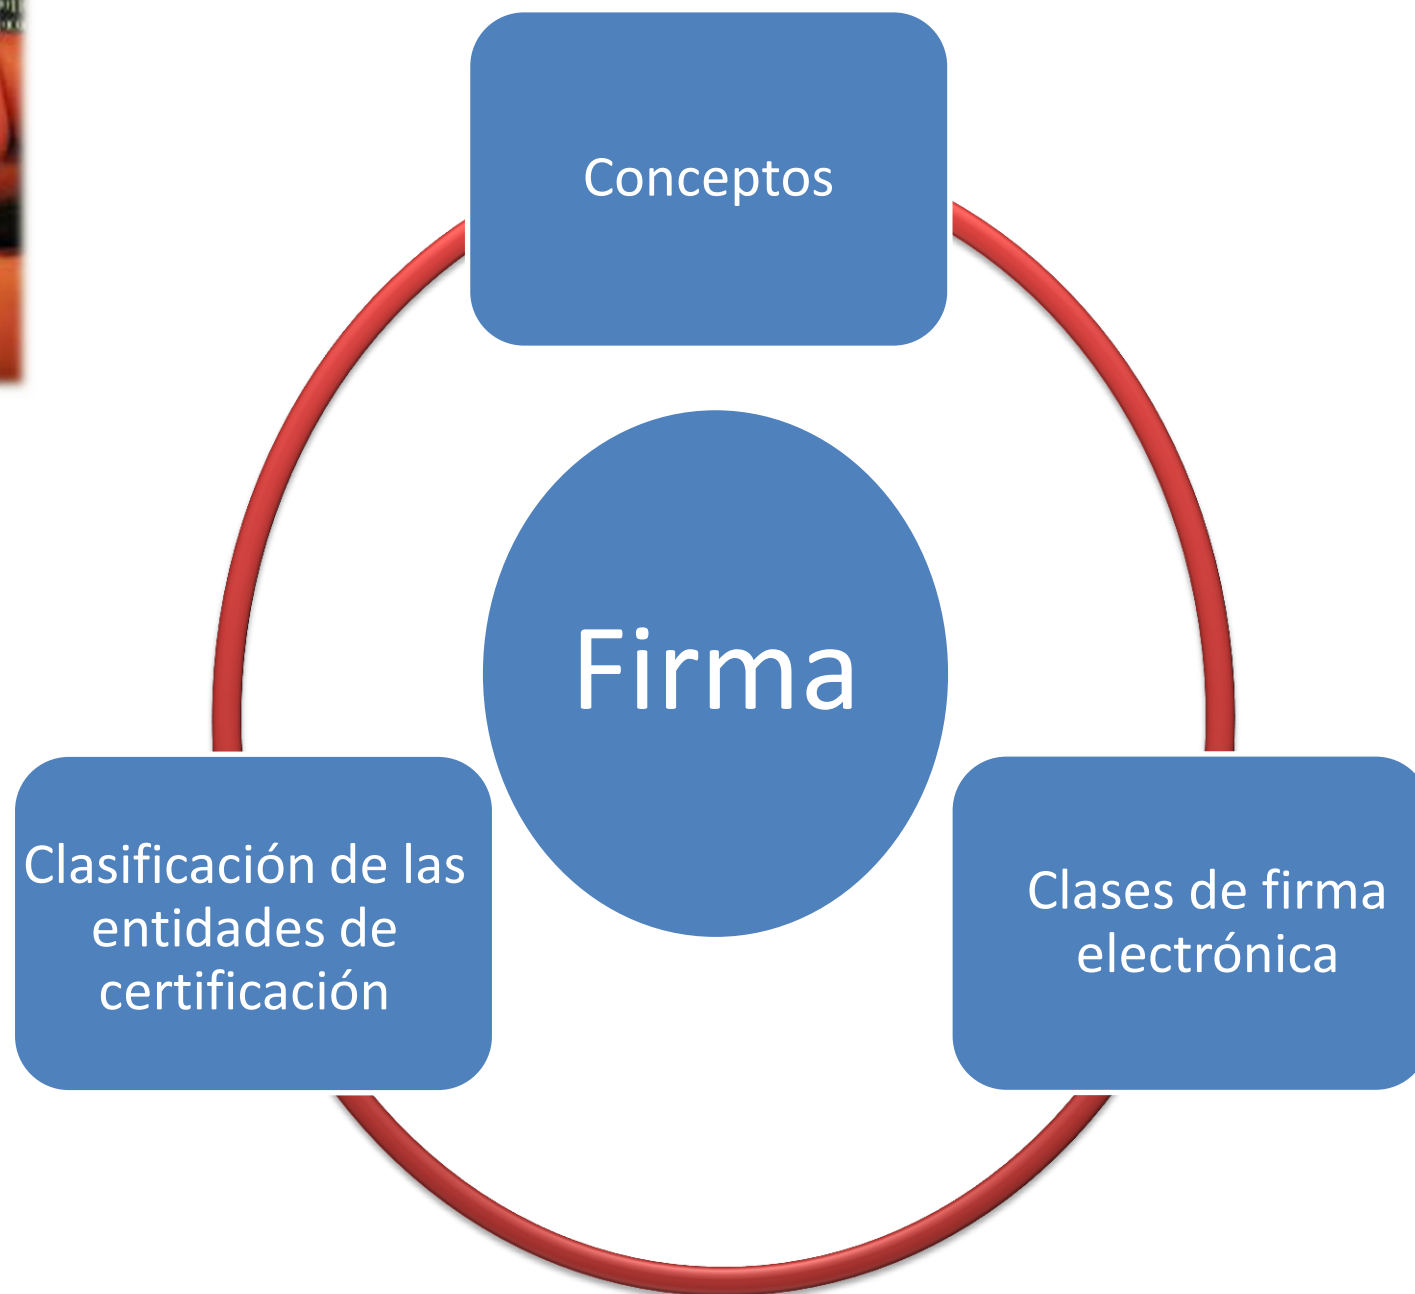 Conceptos
Firma
Clasificación de las
entidades de
certificación
Clases de firma
electrónica